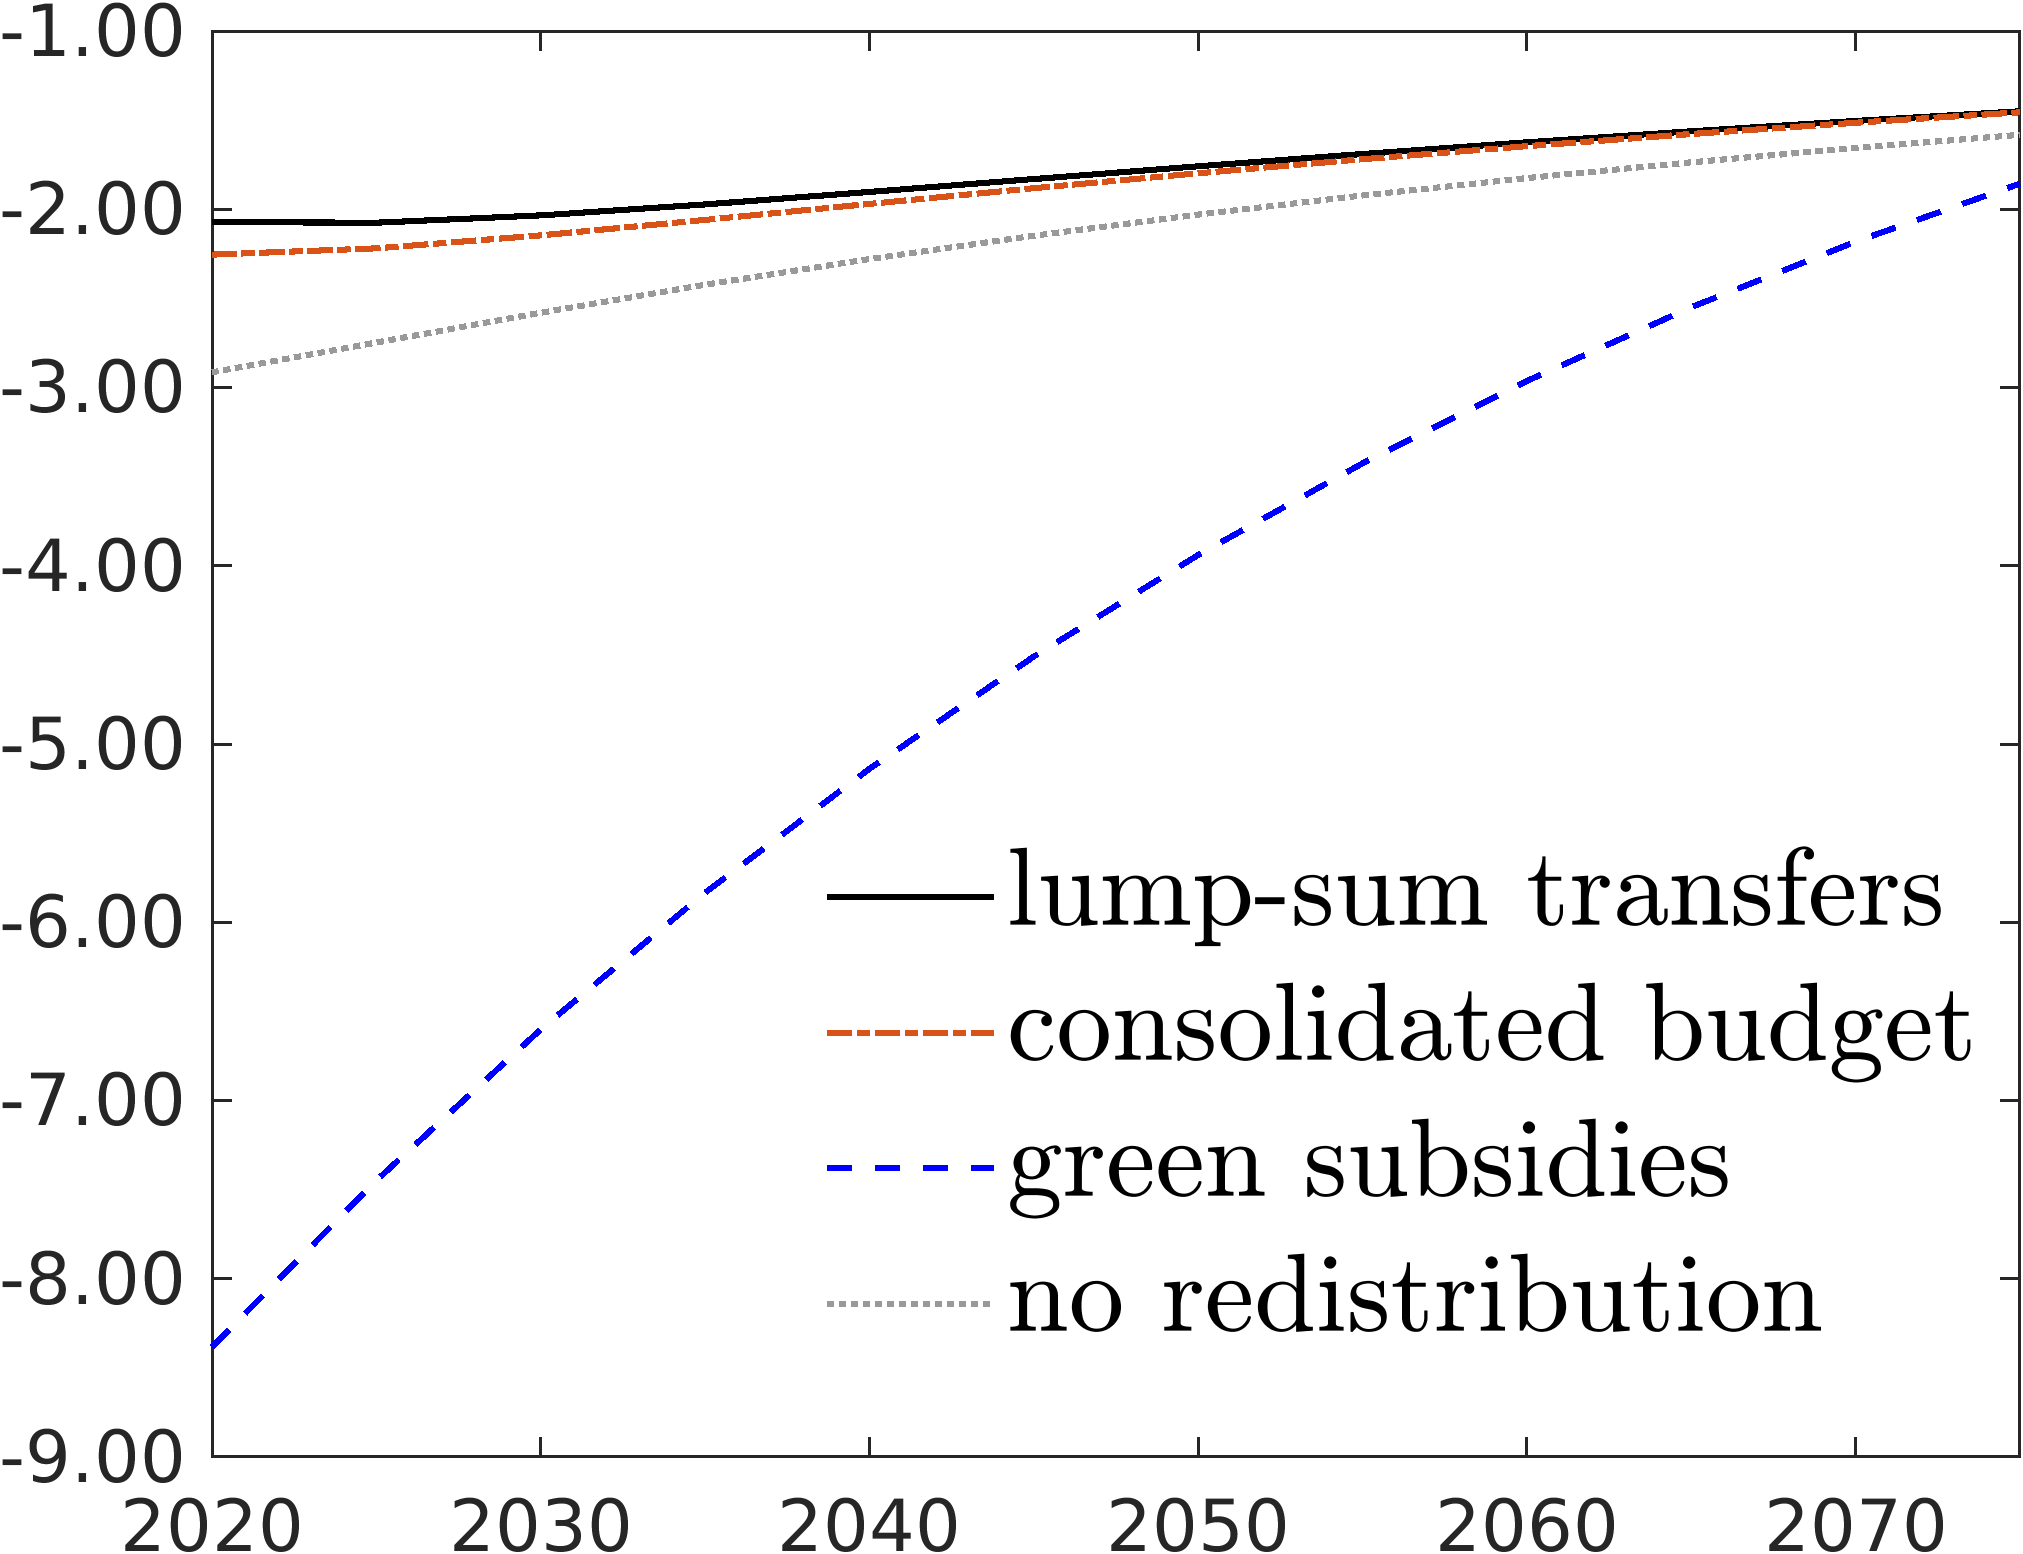 -1.00
-2.00
-3.00
-4.00
-5.00
-6.00
-7.00
-8.00
-9.00
lump-sum transfers
consolidated budget
green subsidies
no redistribution
2020 2030 2040 2050 2060 2070